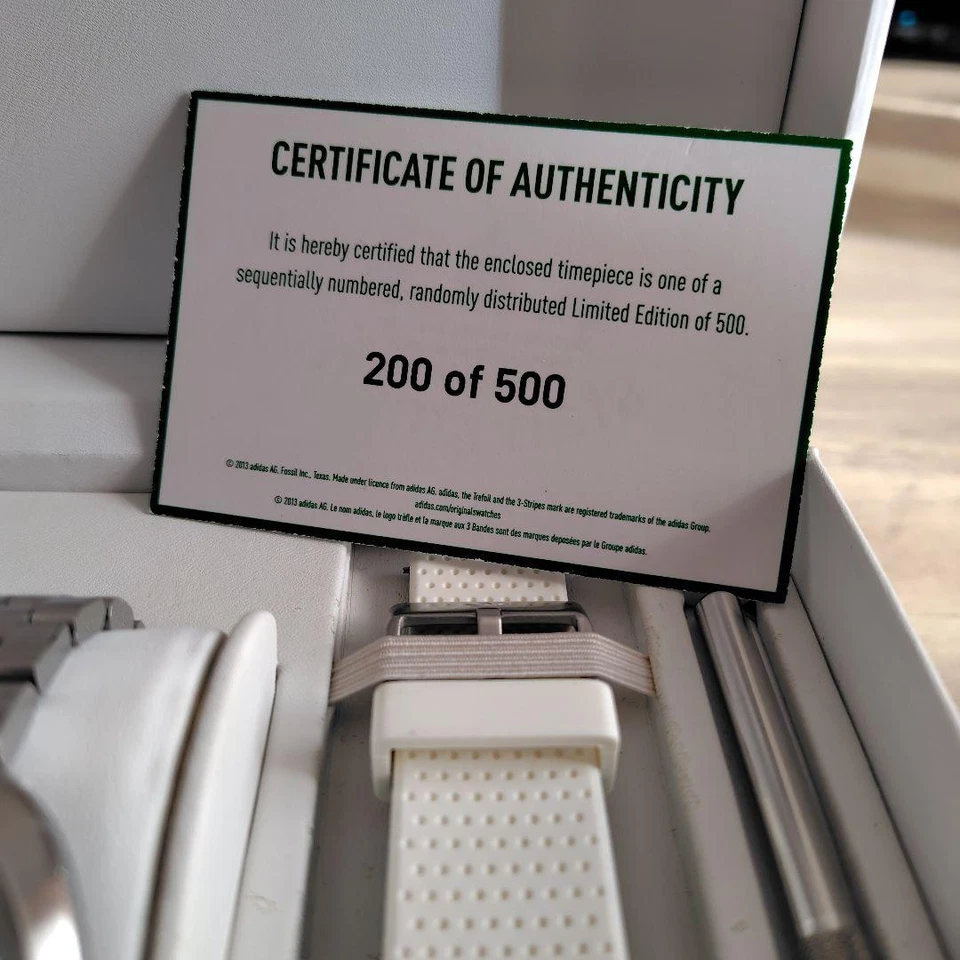 CERTIFICATE OF AUTHENTICITY
It is hereby certified that the enclosed timepiece is one of a
sequentially numbered, randomly distributed Limited Edition of 500.
200 of 500
© 2013 adidas AG. Fossil Inc., Texas. Made under licence from adidas AG. adidas, the Trefoil and the 3-Stripes mark are registered trademarks of the adidas Group.
adidas.com/originalswatches
© 2013 adidas AG. Le nom adidas, le logo trèfle et la marque aux 3 Bandes sont des marques deposées par le Groupe adidas.